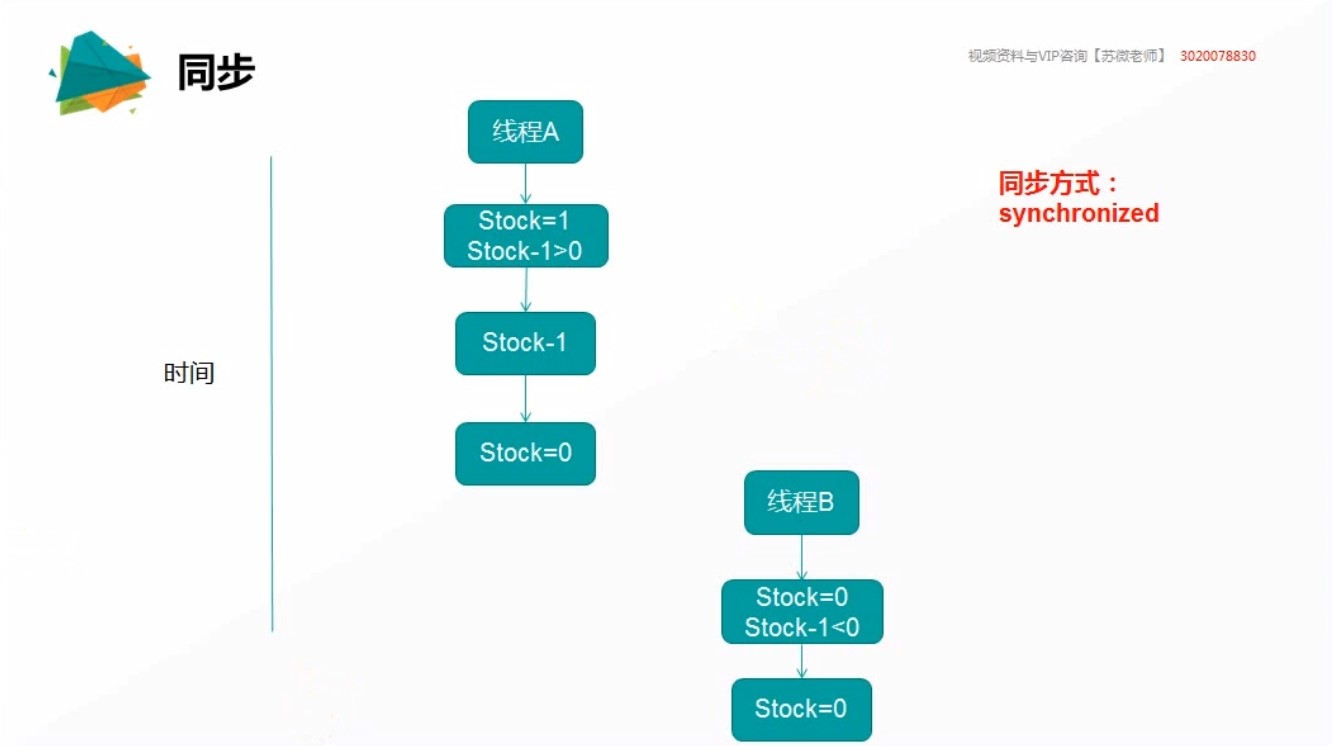 同步
视频资料与VIP咨询【苏微老师】 3020078830
线程A
同步方式：
synchronized
Stock=1
Stock-1>0
Stock-1
时间
Stock=0
线程B
Stock=0
Stock-1<0
Stock=0